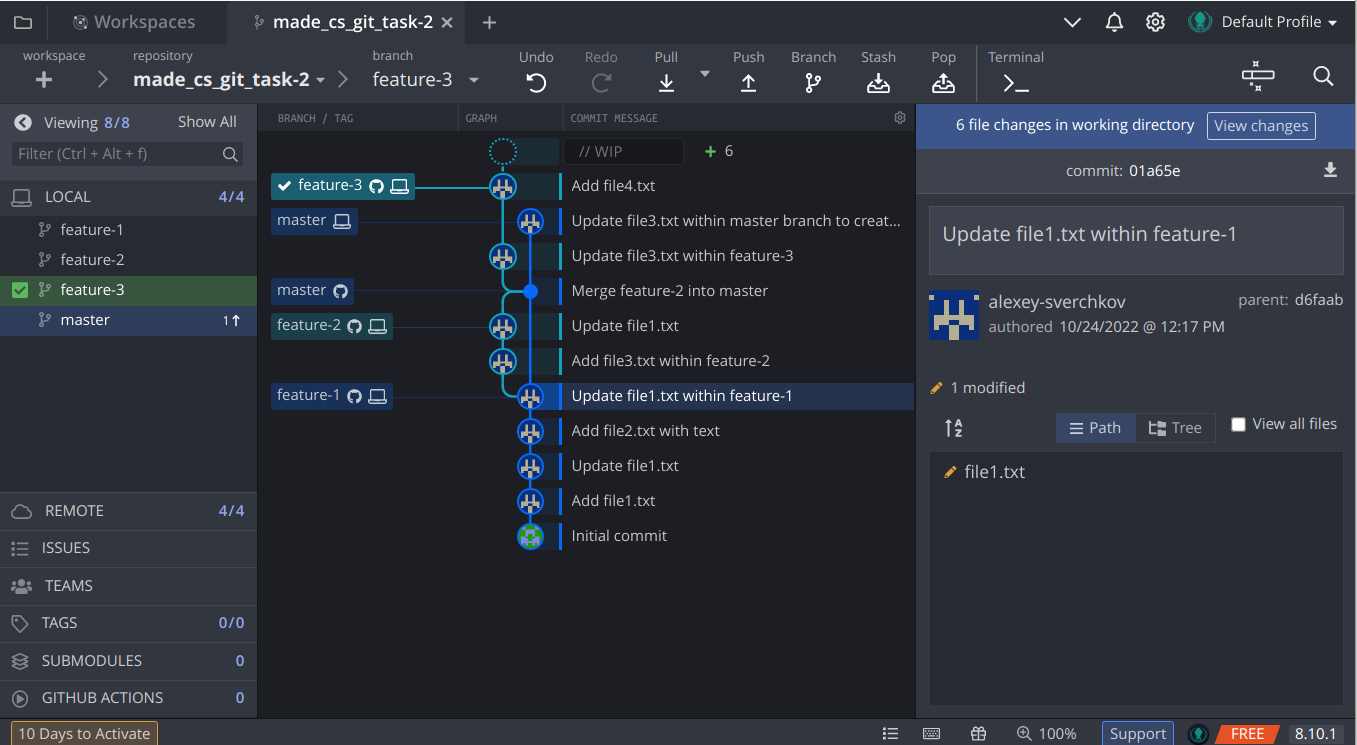 Workspaces
made_cs_git_task-2
Default Profile
workspace
repository
made_cs_git_task-2
branch
feature-3
Undo
Redo
Pull
Push
Branch
Stash
Pop
Terminal
Viewing 8/8
Show All
Filter (Ctrl + Alt + f)
LOCAL 4/4
feature-1
feature-2
feature-3
master 1↑
REMOTE 4/4
ISSUES
TEAMS
TAGS 0/0
SUBMODULES 0
GITHUB ACTIONS 0
BRANCH / TAG
GRAPH
COMMIT MESSAGE
// WIP
+ 6
feature-3 Add file4.txt
master Update file3.txt within master branch to creat...
Update file3.txt within feature-3
master Merge feature-2 into master
feature-2 Update file1.txt
Add file3.txt within feature-2
feature-1 Update file1.txt within feature-1
Add file2.txt with text
Update file1.txt
Add file1.txt
Initial commit
6 file changes in working directory
View changes
commit: 01a65e
Update file1.txt within feature-1
alexey-sverchkov
parent: d6faab
authored 10/24/2022 @ 12:17 PM
1 modified
Path
Tree
View all files
file1.txt
10 Days to Activate
100%
Support
FREE
8.10.1